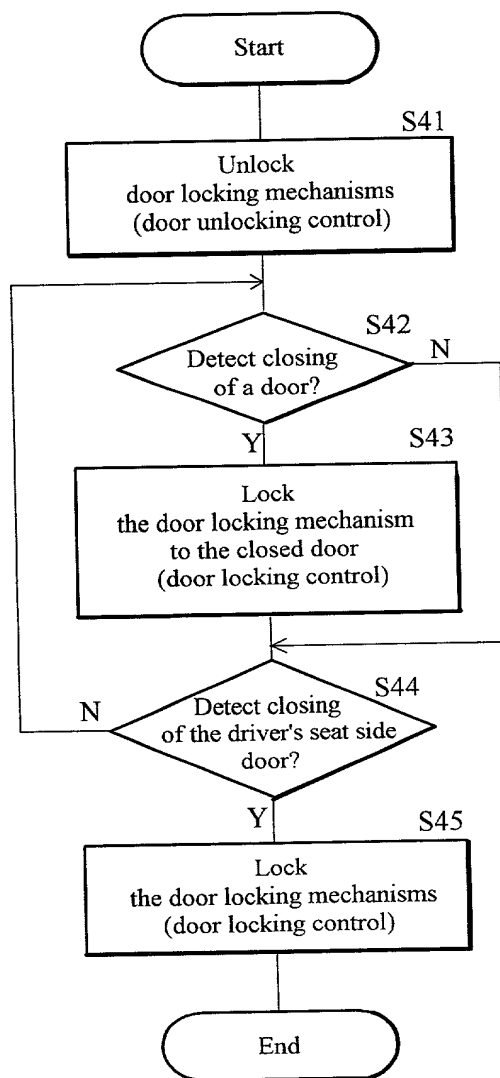 Start
S41
Unlock
door locking mechanisms
(door unlocking control)
S42
Detect closing
of a door?
N
Y
S43
Lock
the door locking mechanism
to the closed door
(door locking control)
S44
Detect closing
of the driver's seat side
door?
N
Y
S45
Lock
the door locking mechanisms
(door locking control)
End